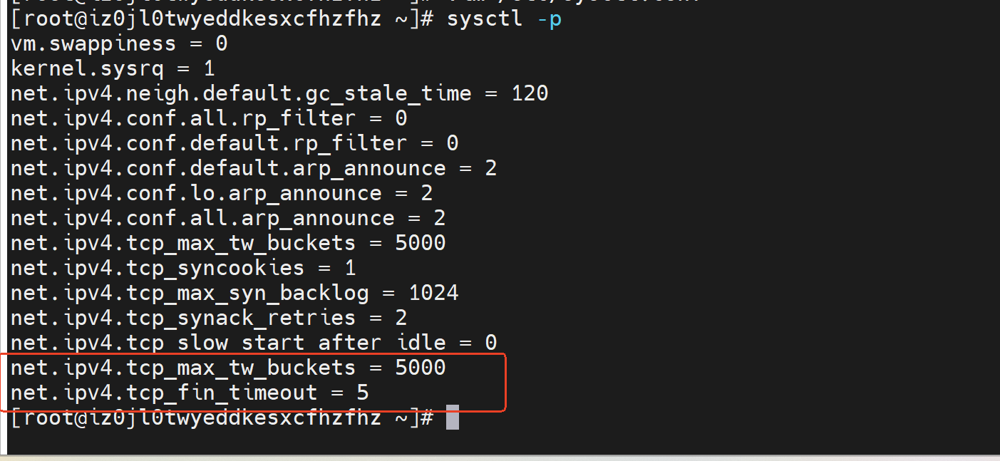 [root@iz0jl0twyeddkesxcfhzfhz ~]# sysctl -p
vm.swappiness = 0
kernel.sysrq = 1
net.ipv4.neigh.default.gc_stale_time = 120
net.ipv4.conf.all.rp_filter = 0
net.ipv4.conf.default.rp_filter = 0
net.ipv4.conf.default.arp_announce = 2
net.ipv4.conf.lo.arp_announce = 2
net.ipv4.conf.all.arp_announce = 2
net.ipv4.tcp_max_tw_buckets = 5000
net.ipv4.tcp_syncookies = 1
net.ipv4.tcp_max_syn_backlog = 1024
net.ipv4.tcp_synack_retries = 2
net.ipv4.tcp_slow_start_after_idle = 0
net.ipv4.tcp_max_tw_buckets = 5000
net.ipv4.tcp_fin_timeout = 5
[root@iz0jl0twyeddkesxcfhzfhz ~]#